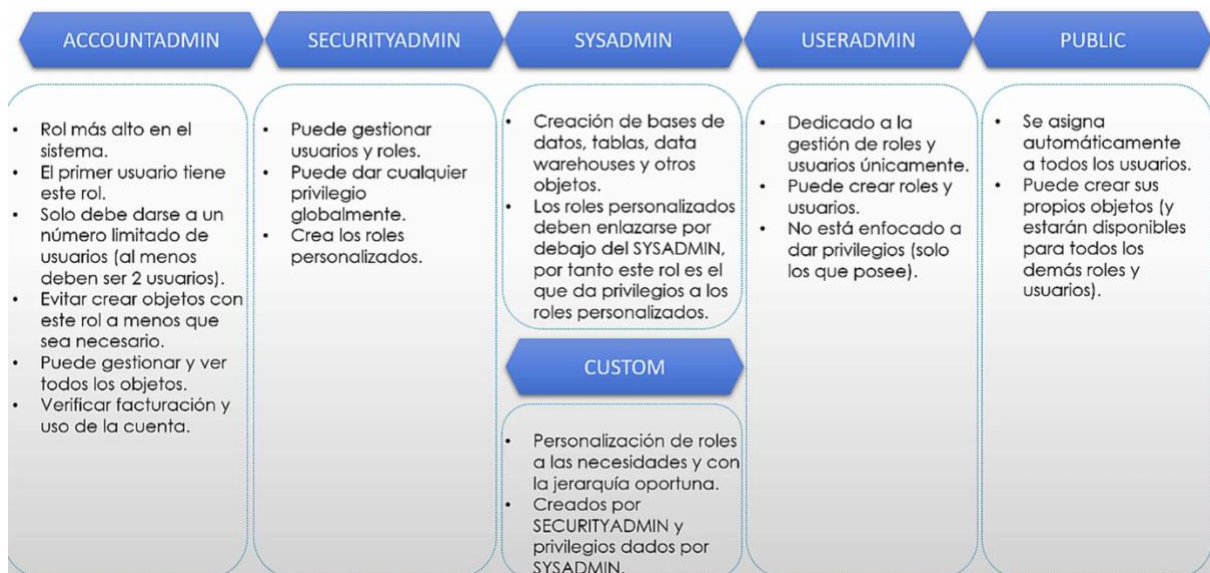 ACCOUNTADMIN
• Rol más alto en el
sistema.
• El primer usuario tiene
este rol.
• Solo debe darse a un
número limitado de
usuarios (al menos
deben ser 2 usuarios).
• Evitar crear objetos con
este rol a menos que
sea necesario.
• Puede gestionar y ver
todos los objetos.
• Verificar facturación y
uso de la cuenta.
SECURITYADMIN
• Puede gestionar
usuarios y roles.
• Puede dar cualquier
privilegio
globalmente.
• Crea los roles
personalizados.
SYSADMIN
• Creación de bases de
datos, tablas, data
warehouses y otros
objetos.
• Los roles personalizados
deben enlazarse por
debajo del SYSADMIN,
por tanto este rol es el
que da privilegios a los
roles personalizados.
CUSTOM
• Personalización de roles
a las necesidades y con
la jerarquía oportuna.
• Creados por
SECURITYADMIN y
privilegios dados por
SYSADMIN.
USERADMIN
• Dedicado a la
gestión de roles y
usuarios únicamente.
• Puede crear roles y
usuarios.
• No está enfocado a
dar privilegios (solo
los que posee).
PUBLIC
• Se asigna
automáticamente
a todos los usuarios.
• Puede crear sus
propios objetos (y
estarán disponibles
para todos los
demás roles y
usuarios).